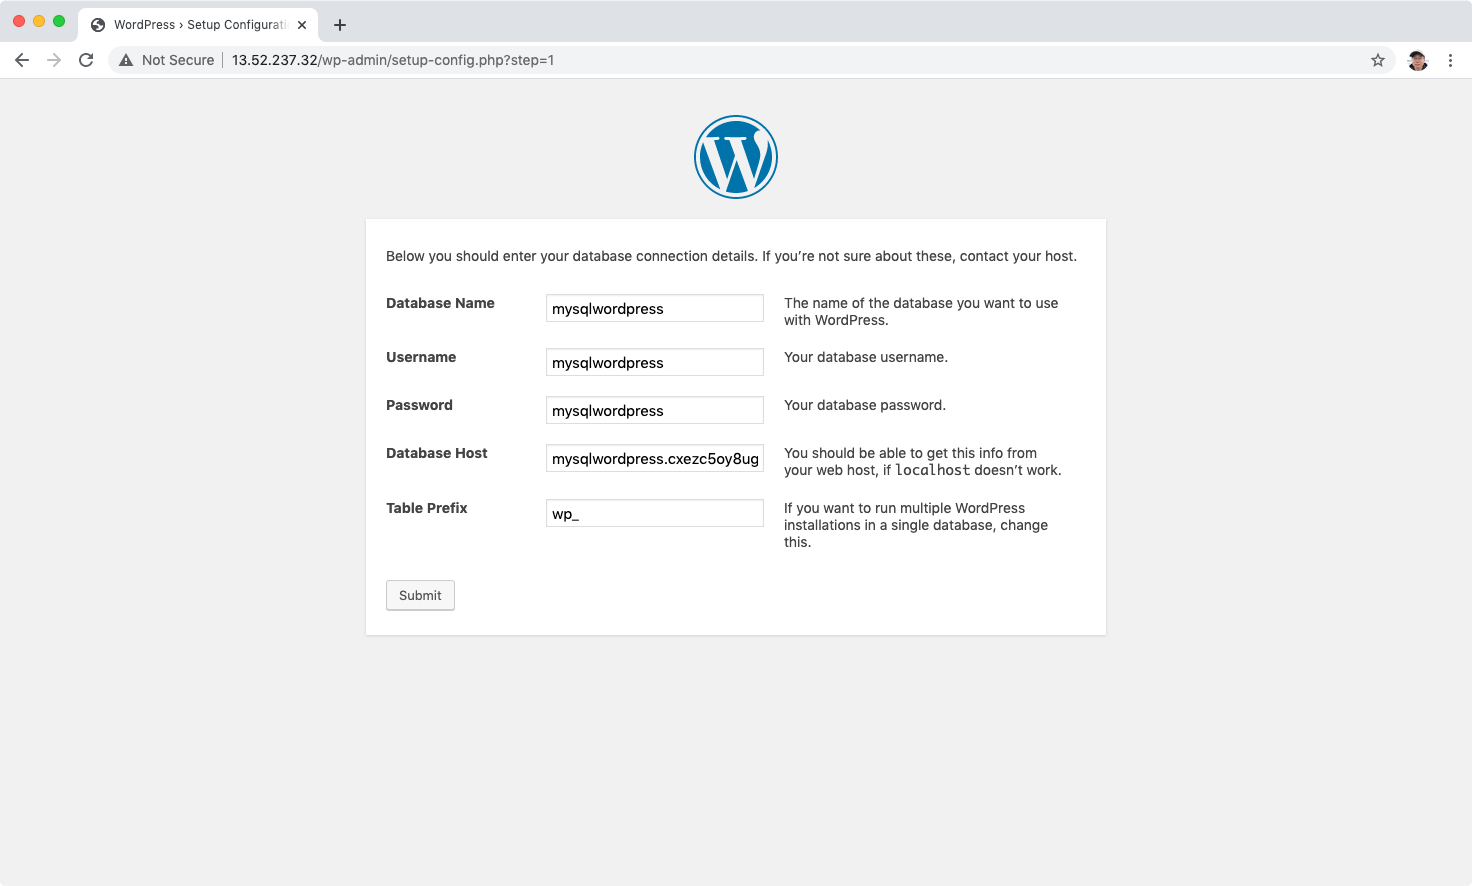 WordPress › Setup Configurati
Not Secure
13.52.237.32/wp-admin/setup-config.php?step=1
Below you should enter your database connection details. If you’re not sure about these, contact your host.
Database Name
mysqlwordpress
The name of the database you want to use
with WordPress.
Username
mysqlwordpress
Your database username.
Password
mysqlwordpress
Your database password.
Database Host
mysqlwordpress.cxezc5oy8ug
You should be able to get this info from
your web host, if localhost doesn’t work.
Table Prefix
wp_
If you want to run multiple WordPress
installations in a single database, change
this.
Submit